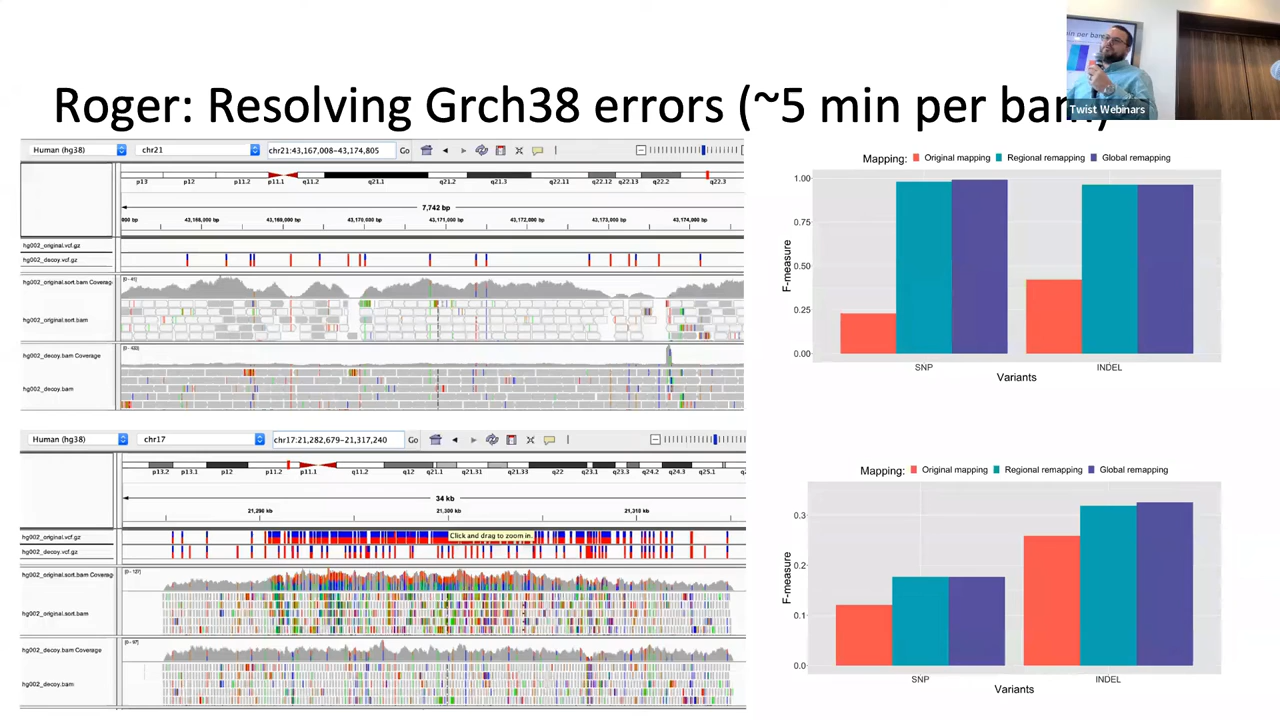 Roger: Resolving Grch38 errors (~5 min per bam)
Twist Webinars
Human (hg38)
chr21
chr21:43,167,008-43,174,805
Go
p13
p12
p11.2
p11.1
q11.2
q21.1
q21.2
q21.3
q22.11
q22.12
q22.13
q22.2
q22.3
7,742 bp
000 bp
43,168,000 bp
43,169,000 bp
43,170,000 bp
43,171,000 bp
43,172,000 bp
43,173,000 bp
43,174,000 bp
hg002_original.vcf.gz
hg002_decoy.vcf.gz
hg002_original.sort.bam Coverag
hg002_original.sort.bam
hg002_decoy.bam Coverage
hg002_decoy.bam
Mapping:
Original mapping
Regional remapping
Global remapping
1.00
0.75
0.50
0.25
0.00
F-measure
SNP
INDEL
Variants
Human (hg38)
chr17
chr17:21,282,679-21,317,240
Go
p13.2
p13.1
p12
p11.2
p11.1
q11.2
q12
q21.1
q21.31
q21.33
q22
q23.1
q23.3
q24.2
q24.3
q25.1
34 kb
21,290 kb
21,300 kb
21,310 kb
hg002_original.vcf.gz
Click and drag to zoom in.
hg002_decoy.vcf.gz
hg002_original.sort.bam Coverag
hg002_original.sort.bam
hg002_decoy.bam Coverage
hg002_decoy.bam
Mapping:
Original mapping
Regional remapping
Global remapping
0.3
0.2
0.1
0.0
F-measure
SNP
INDEL
Variants